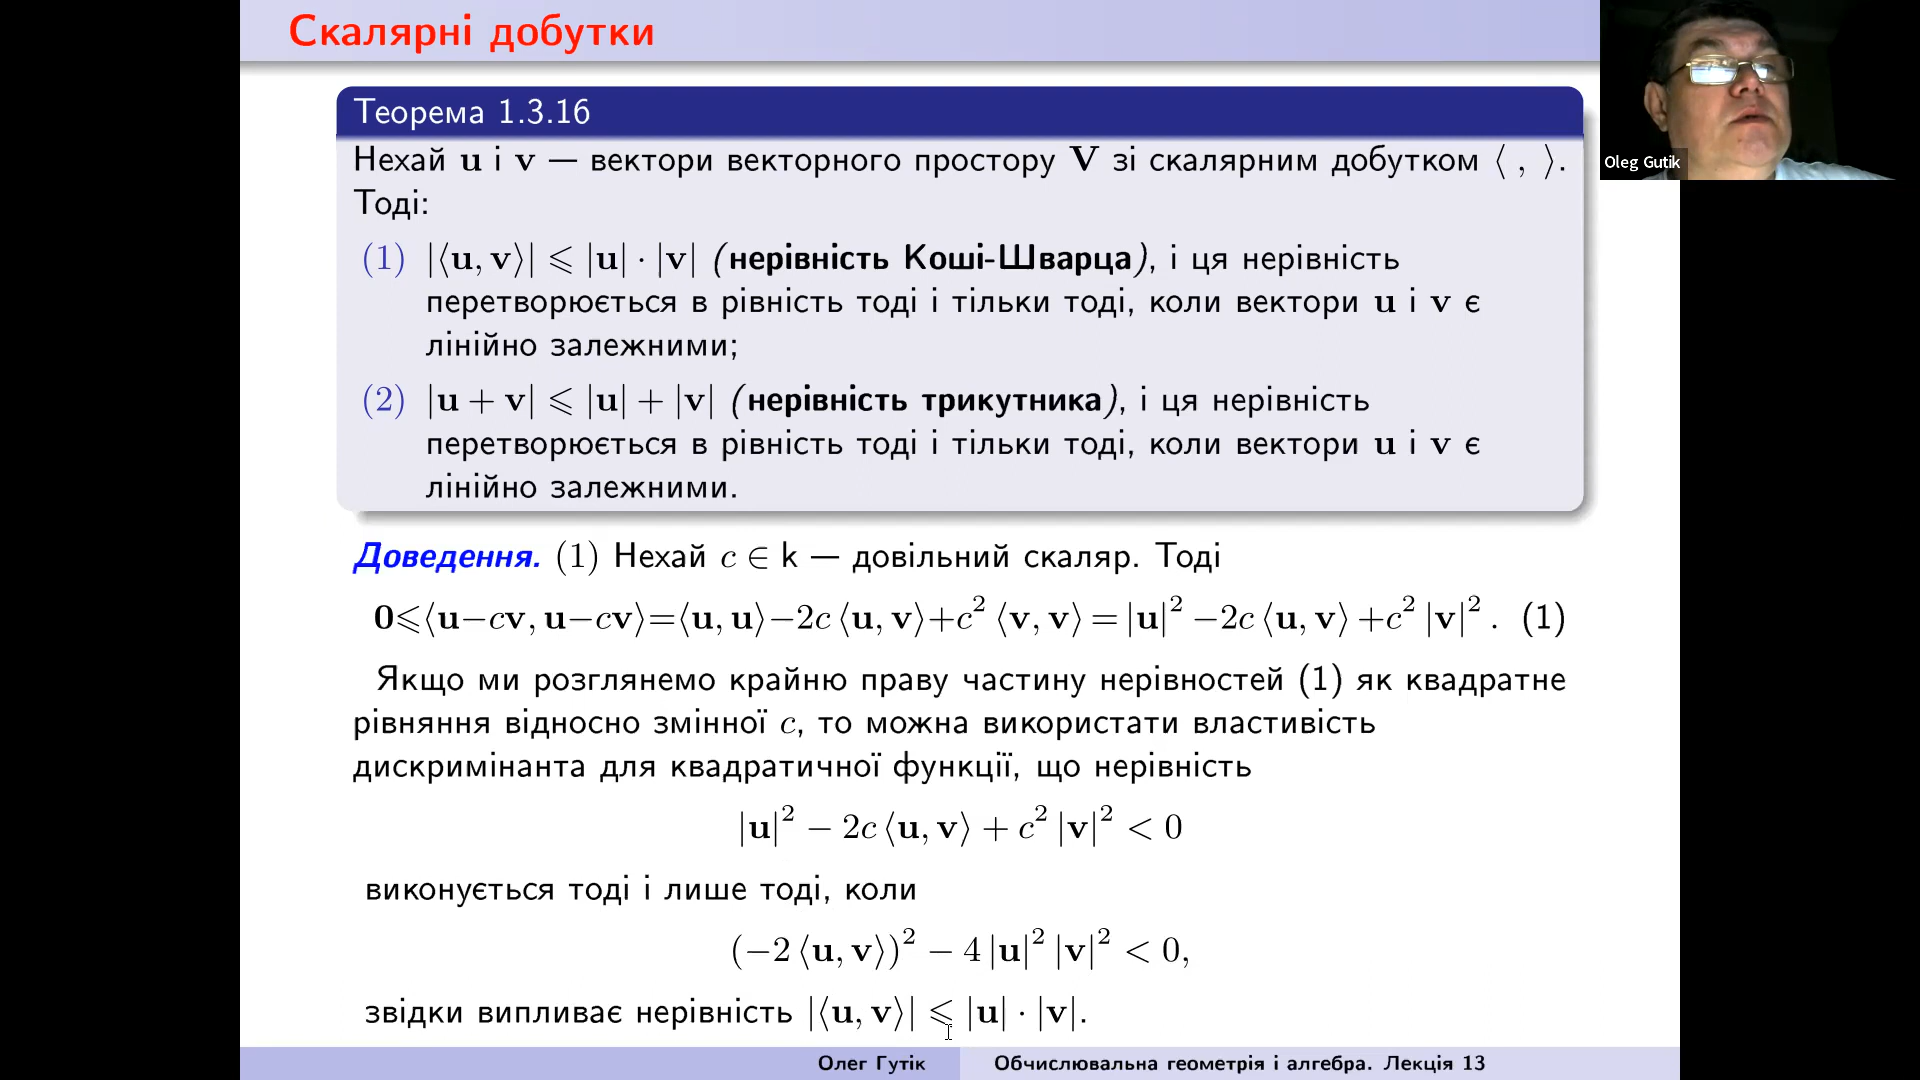 Скалярні добутки
Oleg Gutik
Теорема 1.3.16
Нехай u і v — вектори векторного простору V зі скалярним добутком ⟨ , ⟩.
Тоді:
(1) |⟨u, v⟩| ⩽ |u| · |v| (нерівність Коші-Шварца), і ця нерівність
перетворюється в рівність тоді і тільки тоді, коли вектори u і v є
лінійно залежними;
(2) |u + v| ⩽ |u| + |v| (нерівність трикутника), і ця нерівність
перетворюється в рівність тоді і тільки тоді, коли вектори u і v є
лінійно залежними.
Доведення. (1) Нехай c ∈ k — довільний скаляр. Тоді
0⩽⟨u−cv, u−cv⟩=⟨u, u⟩−2c ⟨u, v⟩+c² ⟨v, v⟩ = |u|² −2c ⟨u, v⟩ +c² |v|² . (1)
Якщо ми розглянемо крайню праву частину нерівностей (1) як квадратне
рівняння відносно змінної c, то можна використати властивість
дискримінанта для квадратичної функції, що нерівність
|u|² − 2c ⟨u, v⟩ + c² |v|² < 0
виконується тоді і лише тоді, коли
(−2 ⟨u, v⟩)² − 4 |u|² |v|² < 0,
звідки випливає нерівність |⟨u, v⟩| ⩽ |u| · |v|.
Олег Гутік Обчислювальна геометрія і алгебра. Лекція 13